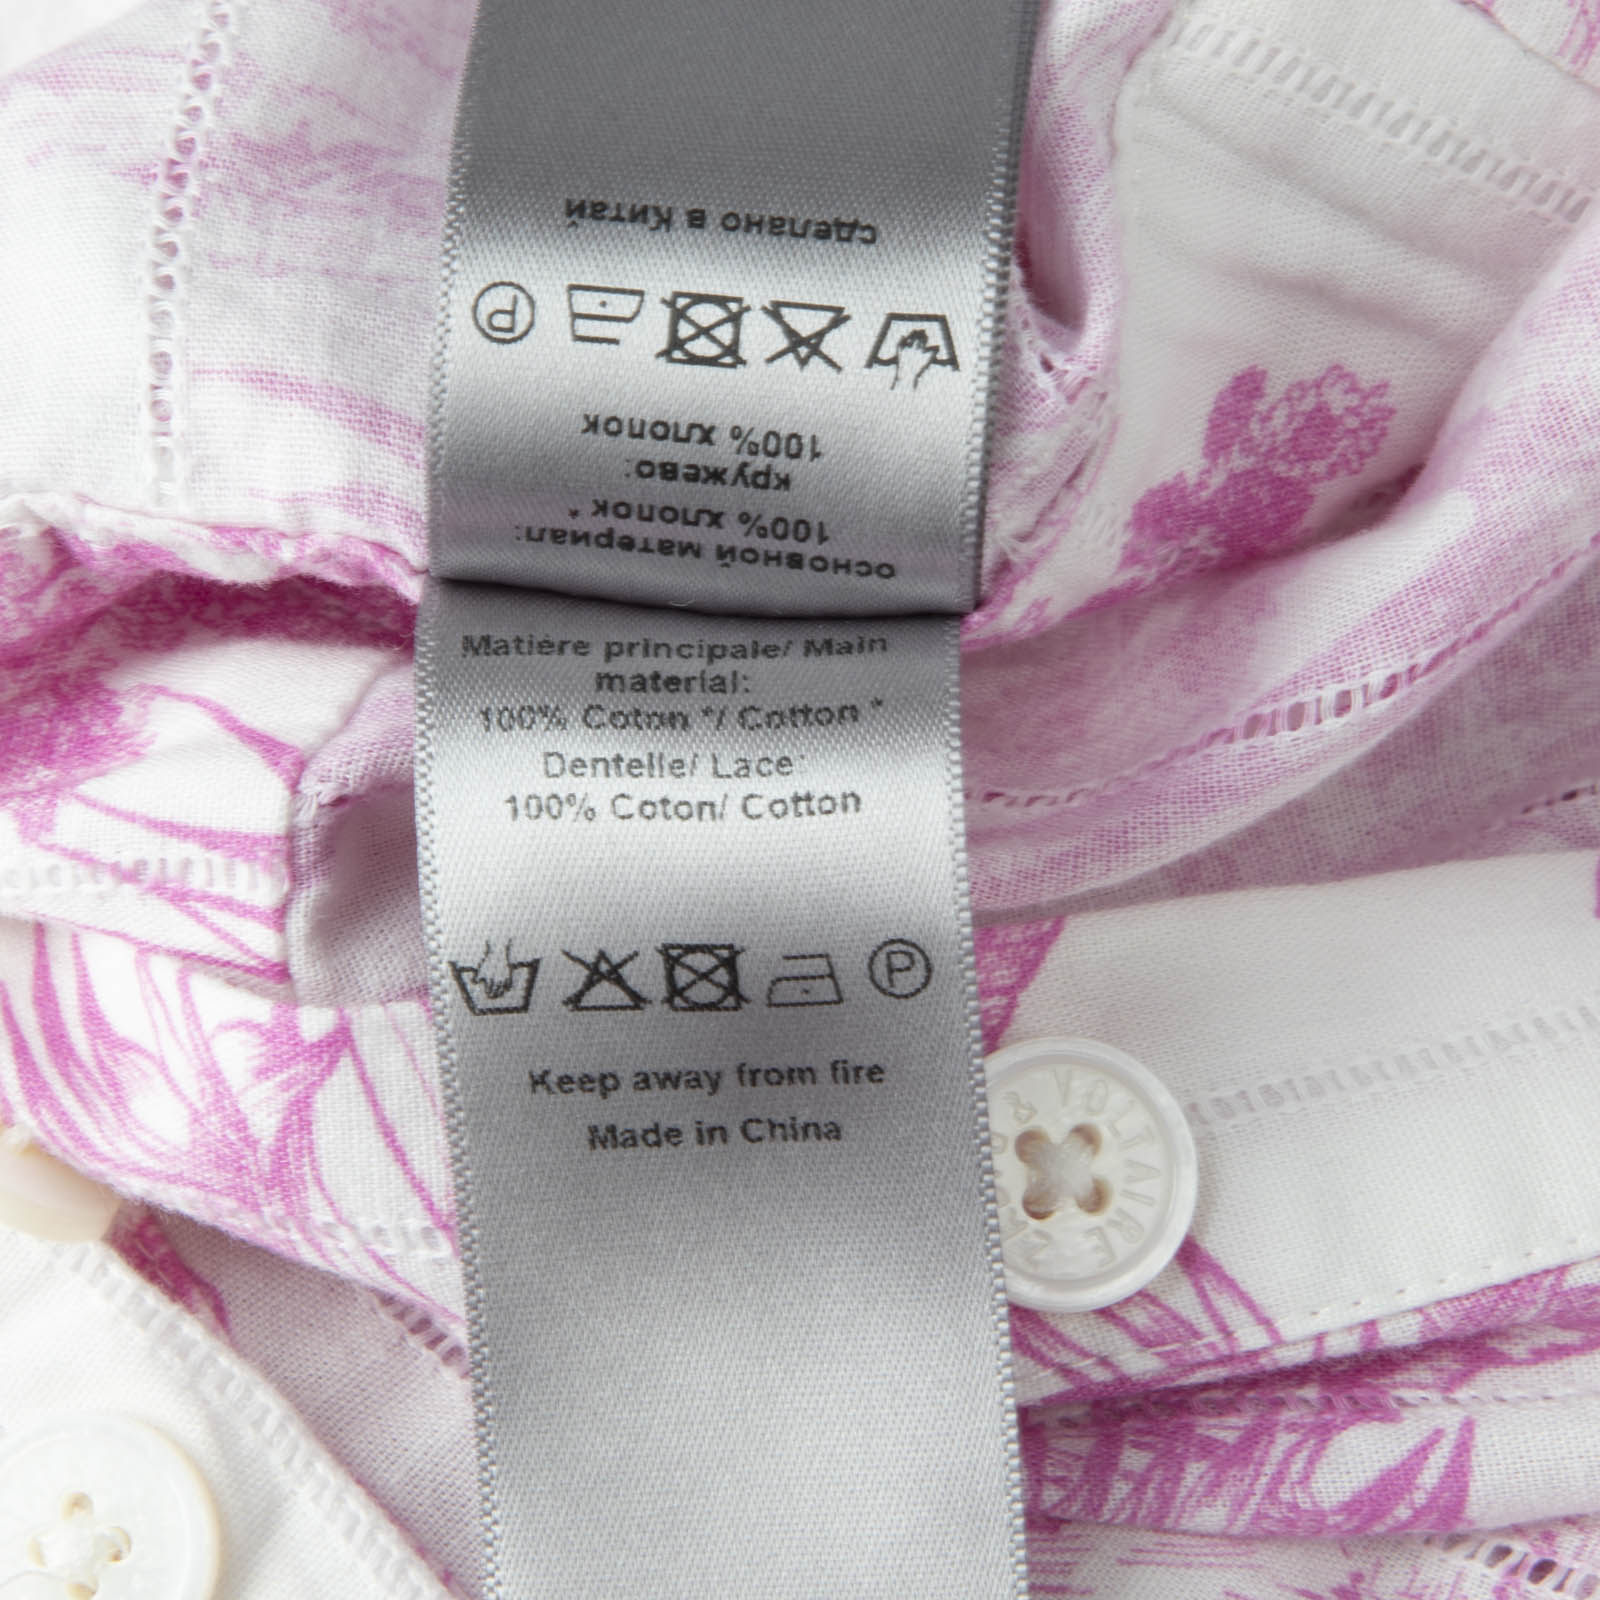 сделано в Китай
P
100% хлопок
кружево:
100% хлопок *
основной материал:
Matière principale/ Main
material:
100% Coton */ Cotton *
Dentelle/ Lace:
100% Coton/ Cotton
P
Keep away from fire
Made in China
& VOLTAIRE